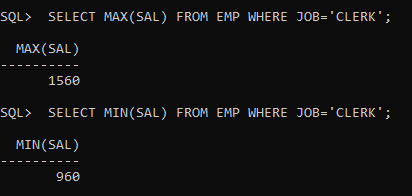 SQL>  SELECT MAX(SAL) FROM EMP WHERE JOB='CLERK';
  MAX(SAL)
----------
      1560
SQL>  SELECT MIN(SAL) FROM EMP WHERE JOB='CLERK';
  MIN(SAL)
----------
       960